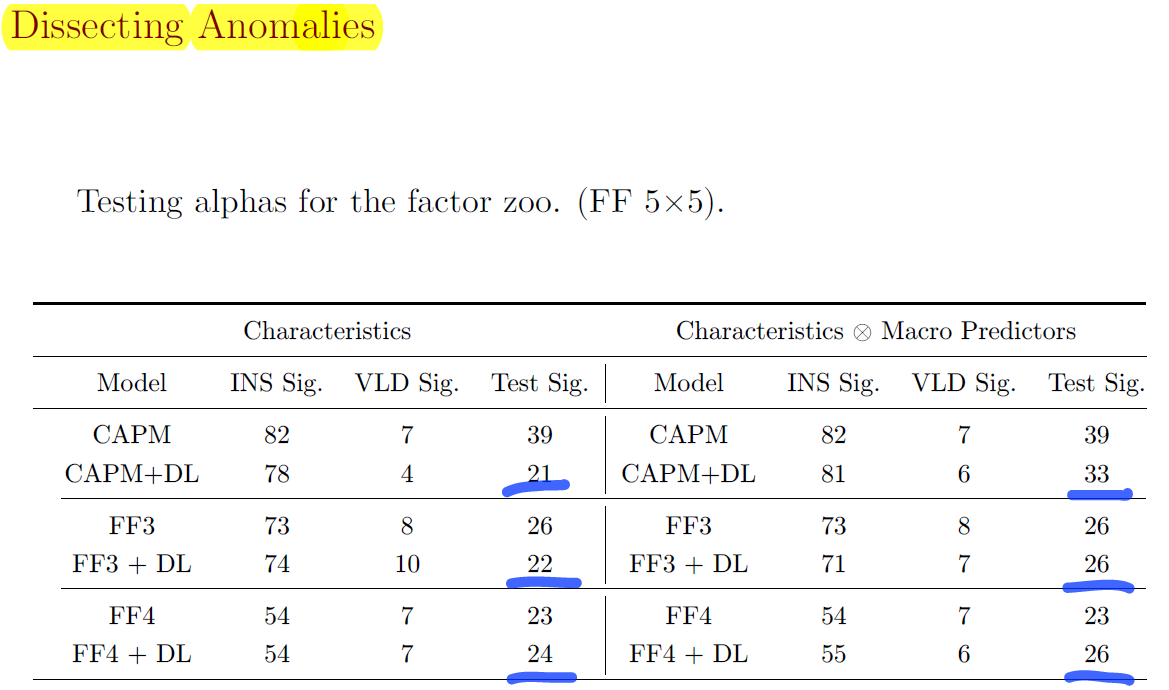 Dissecting Anomalies
Testing alphas for the factor zoo. (FF 5×5).
Characteristics Characteristics ⊗ Macro Predictors
Model INS Sig. VLD Sig. Test Sig. Model INS Sig. VLD Sig. Test Sig.
CAPM 82 7 39 CAPM 82 7 39
CAPM+DL 78 4 21 CAPM+DL 81 6 33
FF3 73 8 26 FF3 73 8 26
FF3 + DL 74 10 22 FF3 + DL 71 7 26
FF4 54 7 23 FF4 54 7 23
FF4 + DL 54 7 24 FF4 + DL 55 6 26